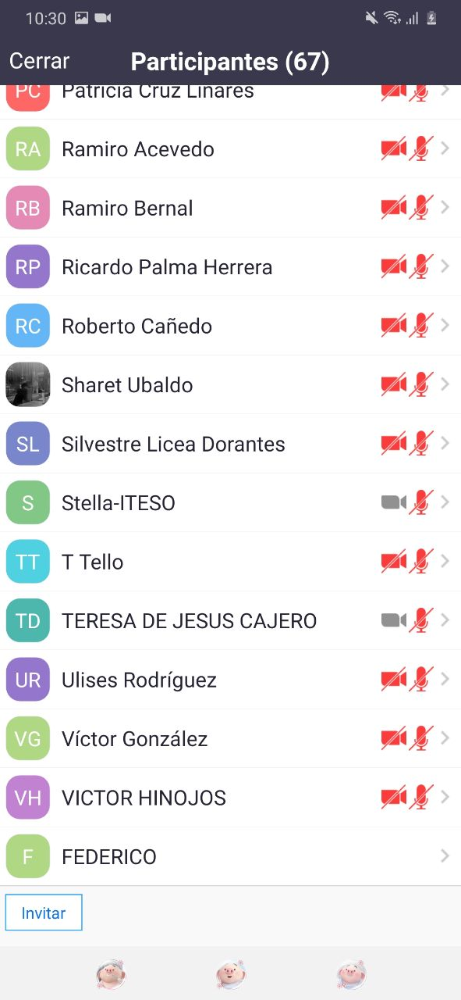 10:30
Cerrar Participantes (67)
PC Patricia Cruz Linares
RA Ramiro Acevedo
RB Ramiro Bernal
RP Ricardo Palma Herrera
RC Roberto Cañedo
Sharet Ubaldo
SL Silvestre Licea Dorantes
S Stella-ITESO
TT T Tello
TD TERESA DE JESUS CAJERO
UR Ulises Rodríguez
VG Víctor González
VH VICTOR HINOJOS
F FEDERICO
Invitar